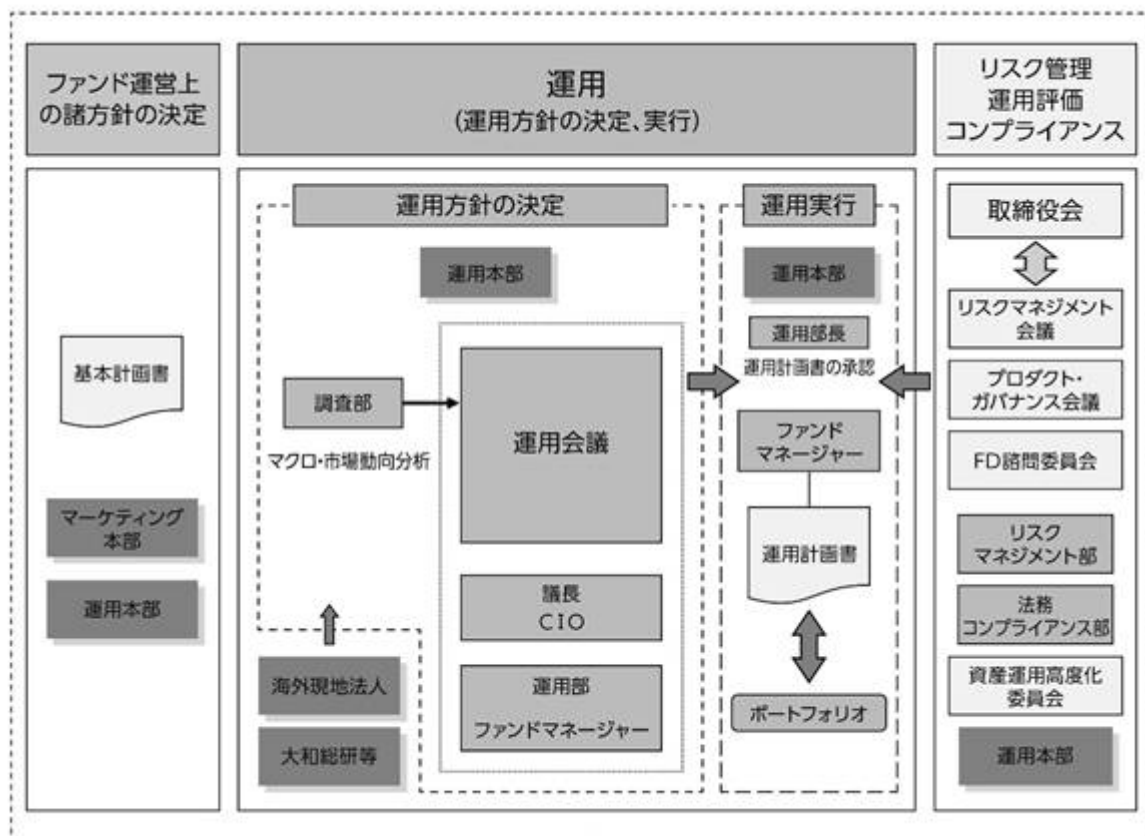 ファンド運営上
の諸方針の決定
運用
(運用方針の決定、実行)
リスク管理
運用評価
コンプライアンス
基本計画書
マーケティング
本部
運用本部
運用方針の決定
運用本部
調査部
マクロ・市場動向分析
運用会議
議長
CIO
運用部
ファンドマネージャー
海外現地法人
大和総研等
運用実行
運用本部
運用部長
運用計画書の承認
ファンド
マネージャー
運用計画書
ポートフォリオ
取締役会
リスクマネジメント
会議
プロダクト・
ガバナンス会議
FD諮問委員会
リスク
マネジメント部
法務
コンプライアンス部
資産運用高度化
委員会
運用本部